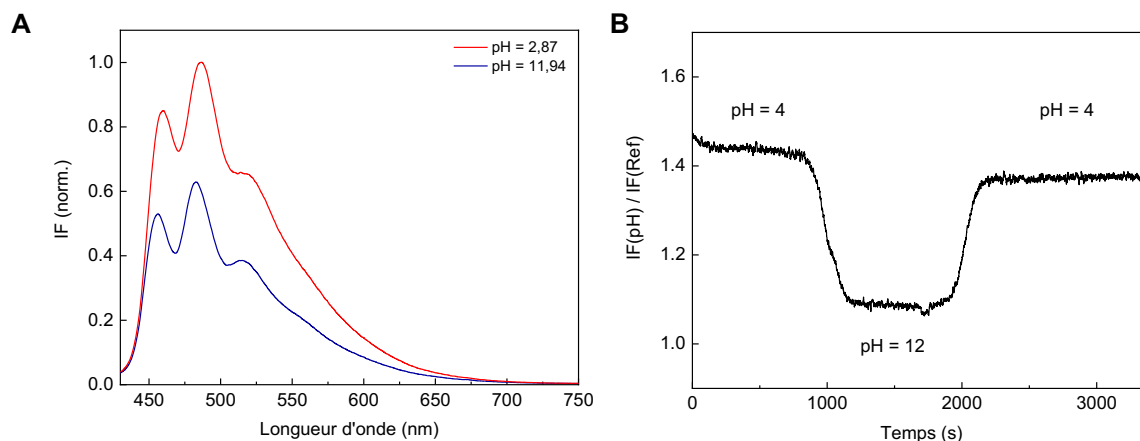 A
pH = 2,87
pH = 11,94
1.0
0.8
0.6
0.4
0.2
0.0
IF (norm.)
450 500 550 600 650 700 750
Longueur d'onde (nm)
B
1.6
1.4
1.2
1.0
IF(pH) / IF(Ref)
pH = 4
pH = 4
pH = 12
0 1000 2000 3000
Temps (s)